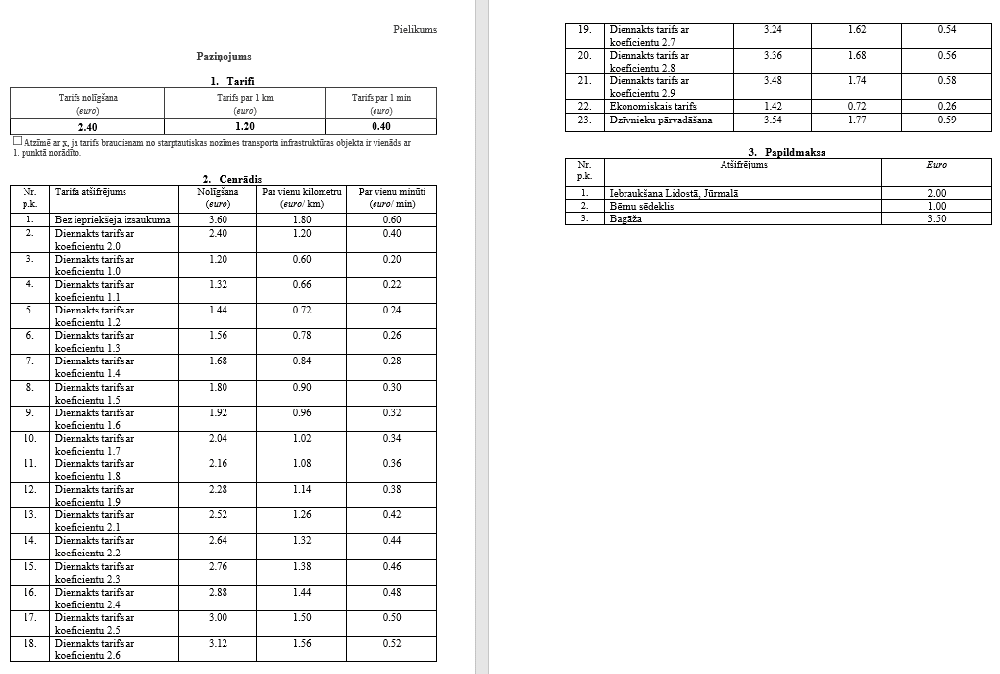 Pielikums
Paziņojums
1. Tarifi
Tarifs nolīgšana Tarifs par 1 km Tarifs par 1 min
(euro) (euro) (euro)
2.40 1.20 0.40
Atzīmē ar x, ja tarifs braucienam no starptautiskas nozīmes transporta infrastruktūras objekta ir vienāds ar
1. punktā norādīto.
2. Cenrādis
Nr. Tarifa atšifrējums Nolīgšana Par vienu kilometru Par vienu minūti
p.k. (euro) (euro/ km) (euro/ min)
1. Bez iepriekšēja izsaukuma 3.60 1.80 0.60
2. Diennakts tarifs ar 2.40 1.20 0.40
koeficientu 2.0
3. Diennakts tarifs ar 1.20 0.60 0.20
koeficientu 1.0
4. Diennakts tarifs ar 1.32 0.66 0.22
koeficientu 1.1
5. Diennakts tarifs ar 1.44 0.72 0.24
koeficientu 1.2
6. Diennakts tarifs ar 1.56 0.78 0.26
koeficientu 1.3
7. Diennakts tarifs ar 1.68 0.84 0.28
koeficientu 1.4
8. Diennakts tarifs ar 1.80 0.90 0.30
koeficientu 1.5
9. Diennakts tarifs ar 1.92 0.96 0.32
koeficientu 1.6
10. Diennakts tarifs ar 2.04 1.02 0.34
koeficientu 1.7
11. Diennakts tarifs ar 2.16 1.08 0.36
koeficientu 1.8
12. Diennakts tarifs ar 2.28 1.14 0.38
koeficientu 1.9
13. Diennakts tarifs ar 2.52 1.26 0.42
koeficientu 2.1
14. Diennakts tarifs ar 2.64 1.32 0.44
koeficientu 2.2
15. Diennakts tarifs ar 2.76 1.38 0.46
koeficientu 2.3
16. Diennakts tarifs ar 2.88 1.44 0.48
koeficientu 2.4
17. Diennakts tarifs ar 3.00 1.50 0.50
koeficientu 2.5
18. Diennakts tarifs ar 3.12 1.56 0.52
koeficientu 2.6
19. Diennakts tarifs ar 3.24 1.62 0.54
koeficientu 2.7
20. Diennakts tarifs ar 3.36 1.68 0.56
koeficientu 2.8
21. Diennakts tarifs ar 3.48 1.74 0.58
koeficientu 2.9
22. Ekonomiskais tarifs 1.42 0.72 0.26
23. Dzīvnieku pārvadāšana 3.54 1.77 0.59
3. Papildmaksa
Nr. Atšifrējums Euro
p.k.
1. Iebraukšana Lidostā, Jūrmalā 2.00
2. Bērnu sēdeklis 1.00
3. Bagāža 3.50